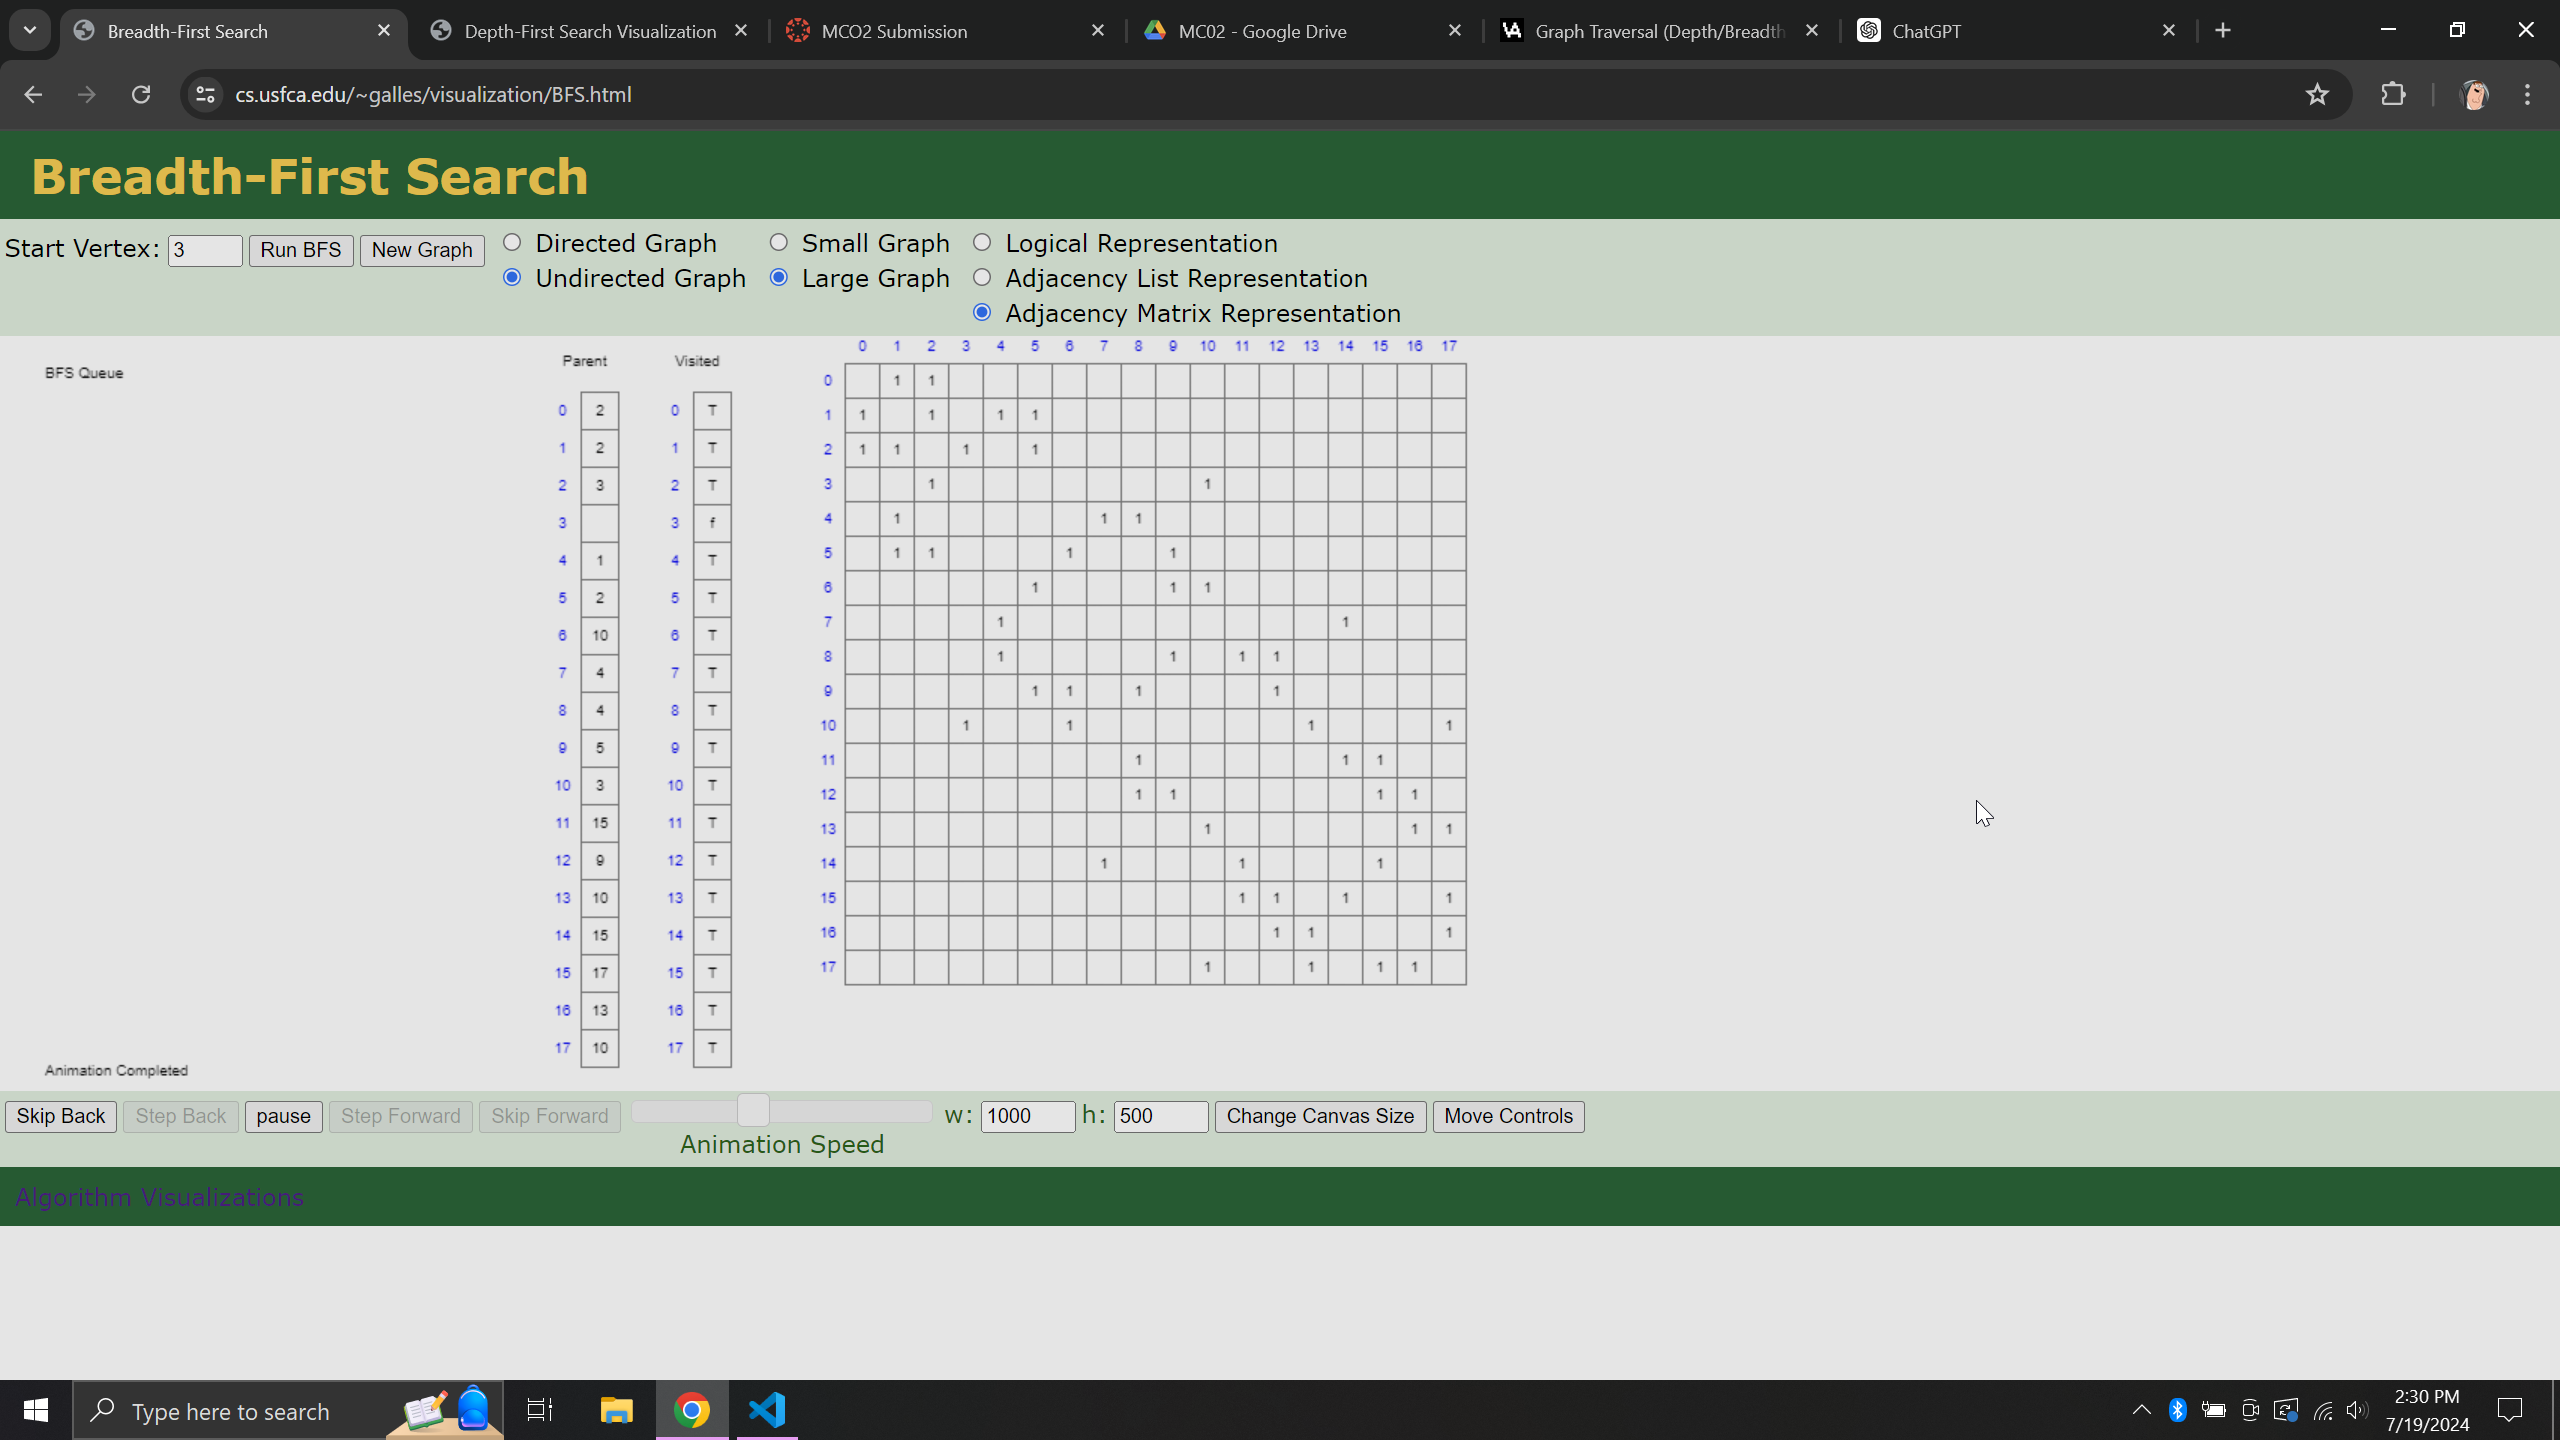 Breadth-First Search
Depth-First Search Visualization
MCO2 Submission
MC02 - Google Drive
Graph Traversal (Depth/Breadth
ChatGPT
cs.usfca.edu/~galles/visualization/BFS.html
Breadth-First Search
Start Vertex: 3 Run BFS New Graph
Directed Graph
Undirected Graph
Small Graph
Large Graph
Logical Representation
Adjacency List Representation
Adjacency Matrix Representation
BFS Queue
Parent
0 2
1 2
2 3
3
4 1
5 2
6 10
7 4
8 4
9 5
10 3
11 15
12 9
13 10
14 15
15 17
16 13
17 10
Visited
0 T
1 T
2 T
3 f
4 T
5 T
6 T
7 T
8 T
9 T
10 T
11 T
12 T
13 T
14 T
15 T
16 T
17 T
0 1 2 3 4 5 6 7 8 9 10 11 12 13 14 15 16 17
0 1 1
1 1 1 1 1
2 1 1 1 1
3 1 1
4 1 1 1
5 1 1 1 1
6 1 1 1
7 1 1
8 1 1 1 1
9 1 1 1 1
10 1 1 1 1
11 1 1 1
12 1 1 1 1
13 1 1 1
14 1 1 1
15 1 1 1 1
16 1 1 1
17 1 1 1 1
Animation Completed
Skip Back Step Back pause Step Forward Skip Forward
Animation Speed
w: 1000 h: 500 Change Canvas Size Move Controls
Algorithm Visualizations
Type here to search
2:30 PM
7/19/2024